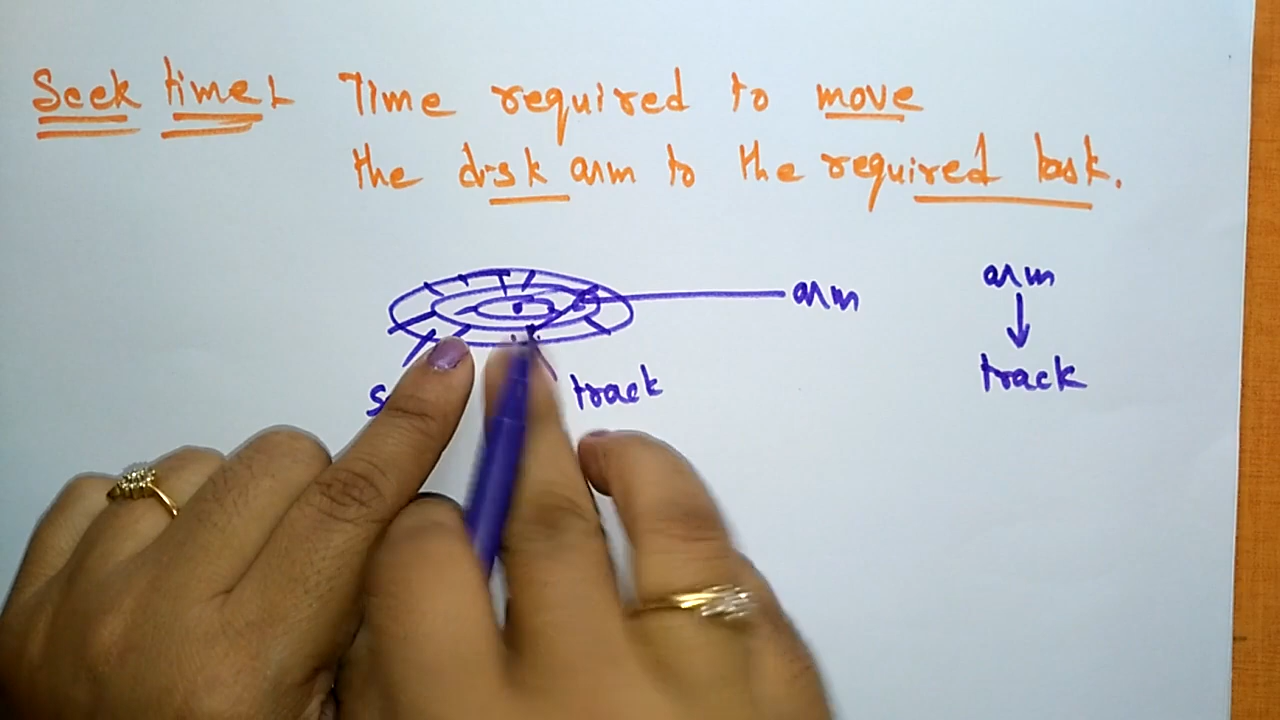 Seek time:- Time required to move
the disk arm to the required task.
arm
arm
track
track